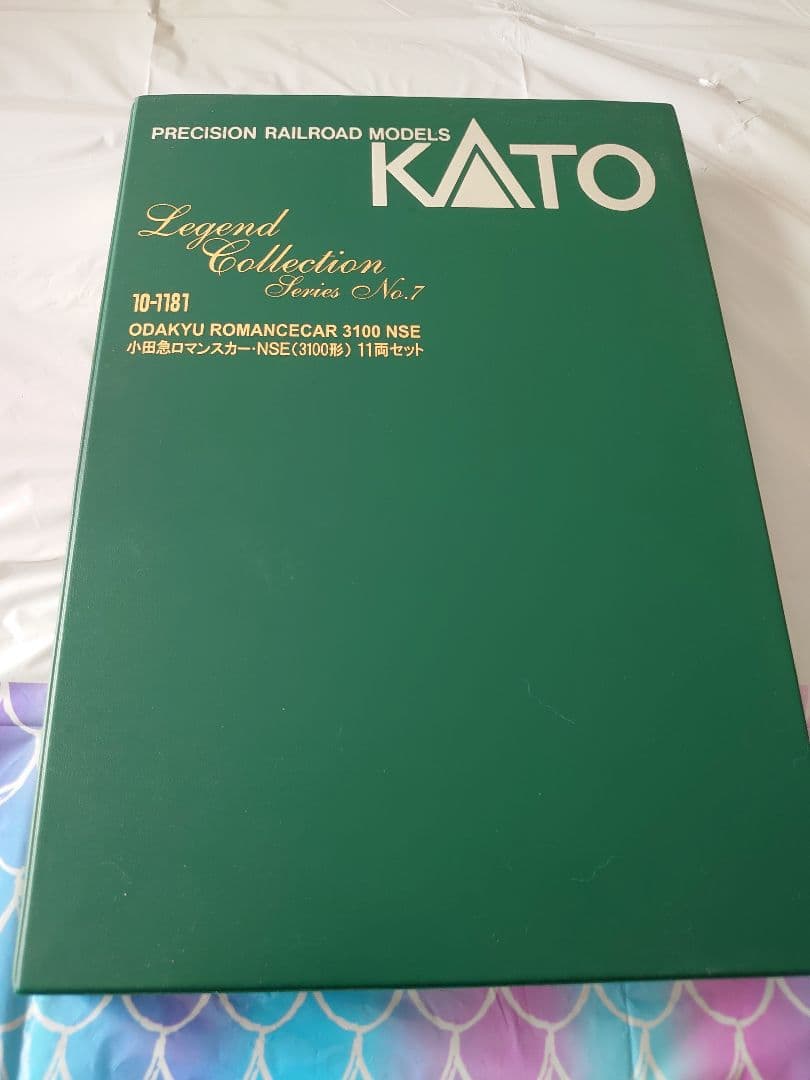 PRECISION RAILROAD MODELS
KATO
Legend
Collection
Series No.7
10-1181
ODAKYU ROMANCECAR 3100 NSE
小田急ロマンスカー・NSE(3100形) 11両セット